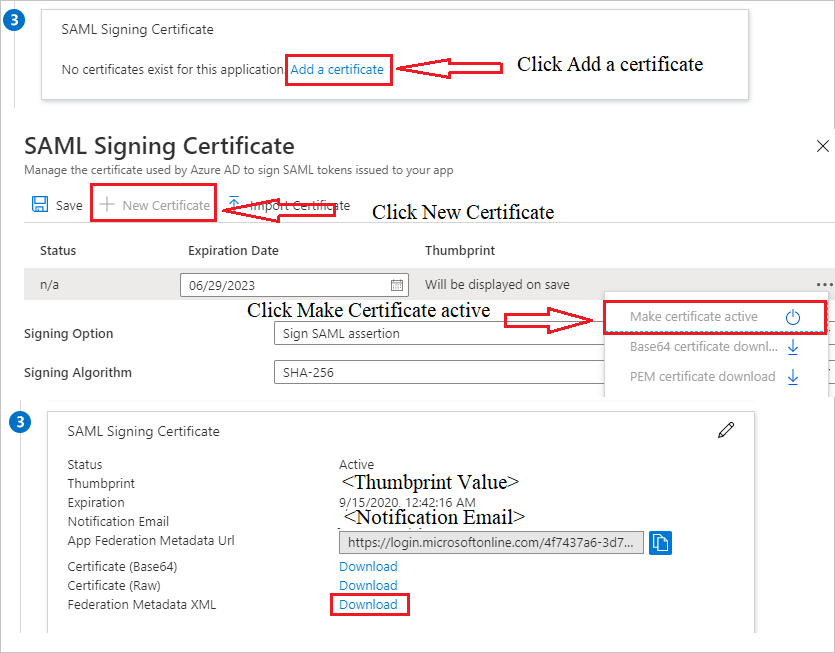 3
SAML Signing Certificate
No certificates exist for this application. Add a certificate
Click Add a certificate
SAML Signing Certificate
Manage the certificate used by Azure AD to sign SAML tokens issued to your app
Save New Certificate Import Certificate
Click New Certificate
Status Expiration Date Thumbprint
n/a 06/29/2023 Will be displayed on save ...
Click Make Certificate active
Make certificate active
Signing Option Sign SAML assertion
Base64 certificate downl...
Signing Algorithm SHA-256
PEM certificate download
3
SAML Signing Certificate
Status Active
Thumbprint <Thumbprint Value>
Expiration 9/15/2020, 12:42:16 AM
Notification Email <Notification Email>
App Federation Metadata Url https://login.microsoftonline.com/4f7437a6-3d7...
Certificate (Base64) Download
Certificate (Raw) Download
Federation Metadata XML Download